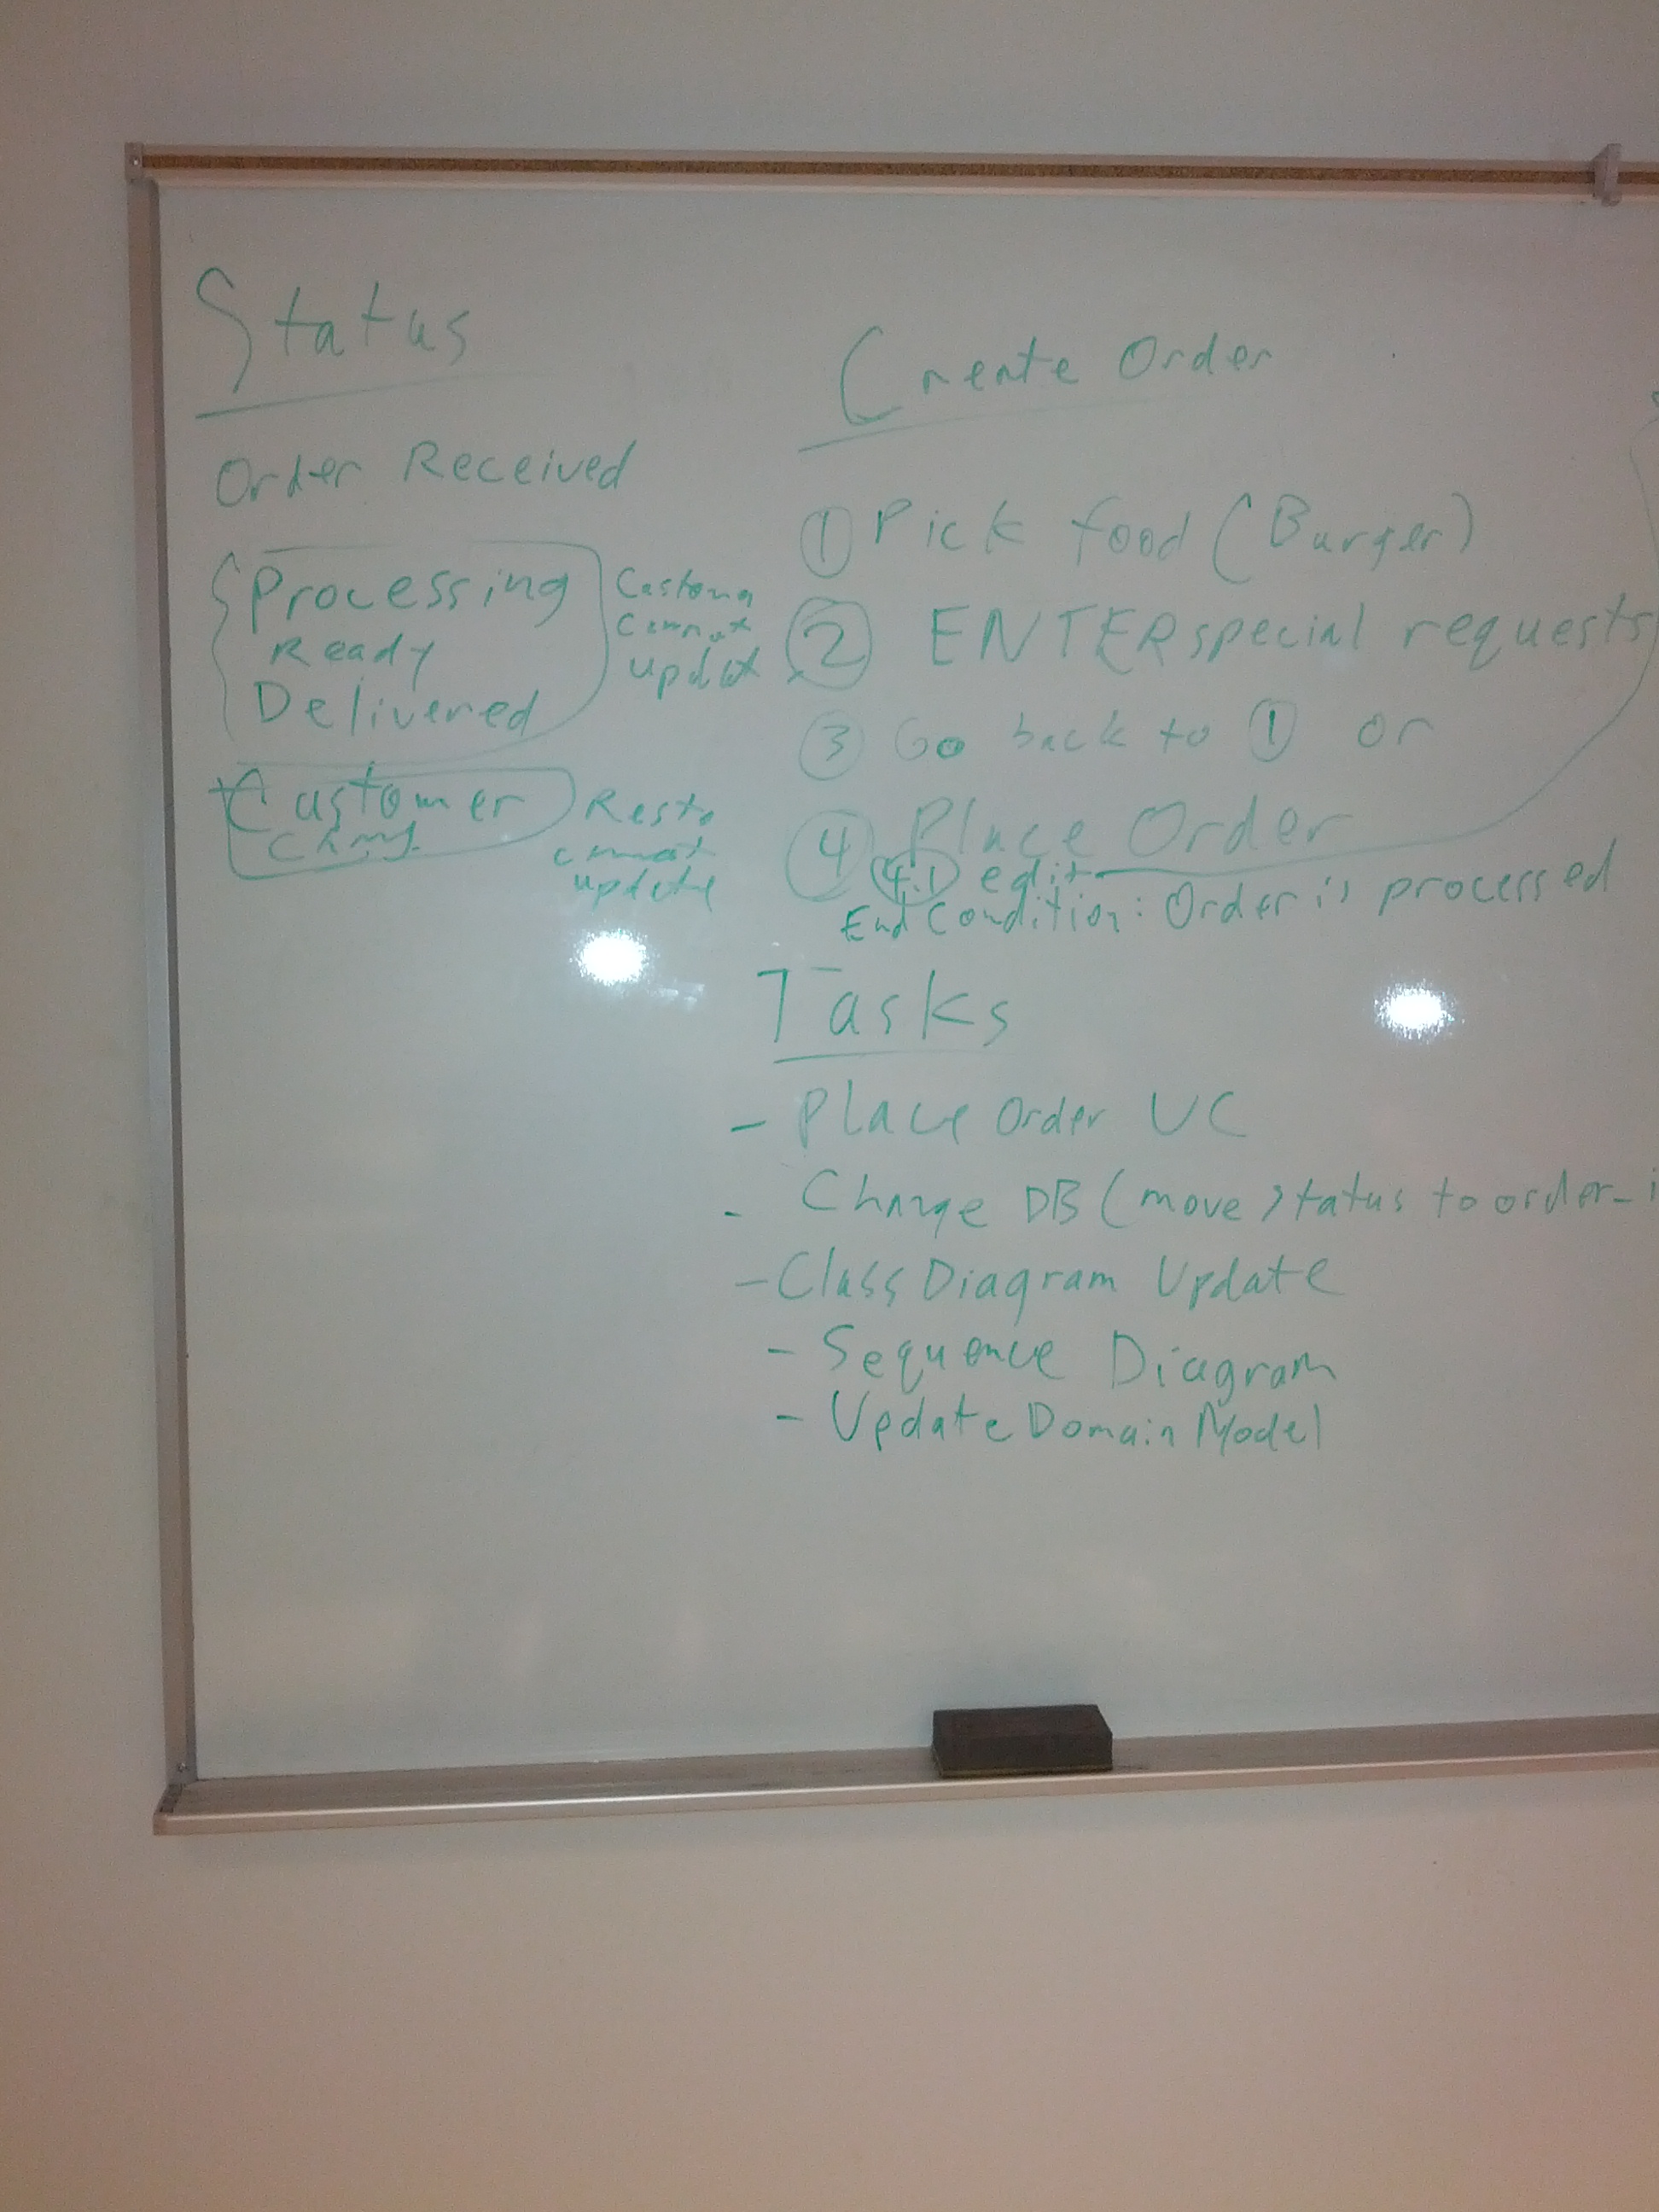 Status
Order Received
Processing
Ready
Delivered
Customer
cannot
update
Customer
Resto
cannot
update
Create Order
① Pick food (Burger)
② ENTER special requests
③ Go back to ① or
④ Place Order
4.1 edit
End Condition: Order is processed
Tasks
- Place Order UC
- Change DB (move status to order_i
- Class Diagram Update
- Sequence Diagram
- Update Domain Model